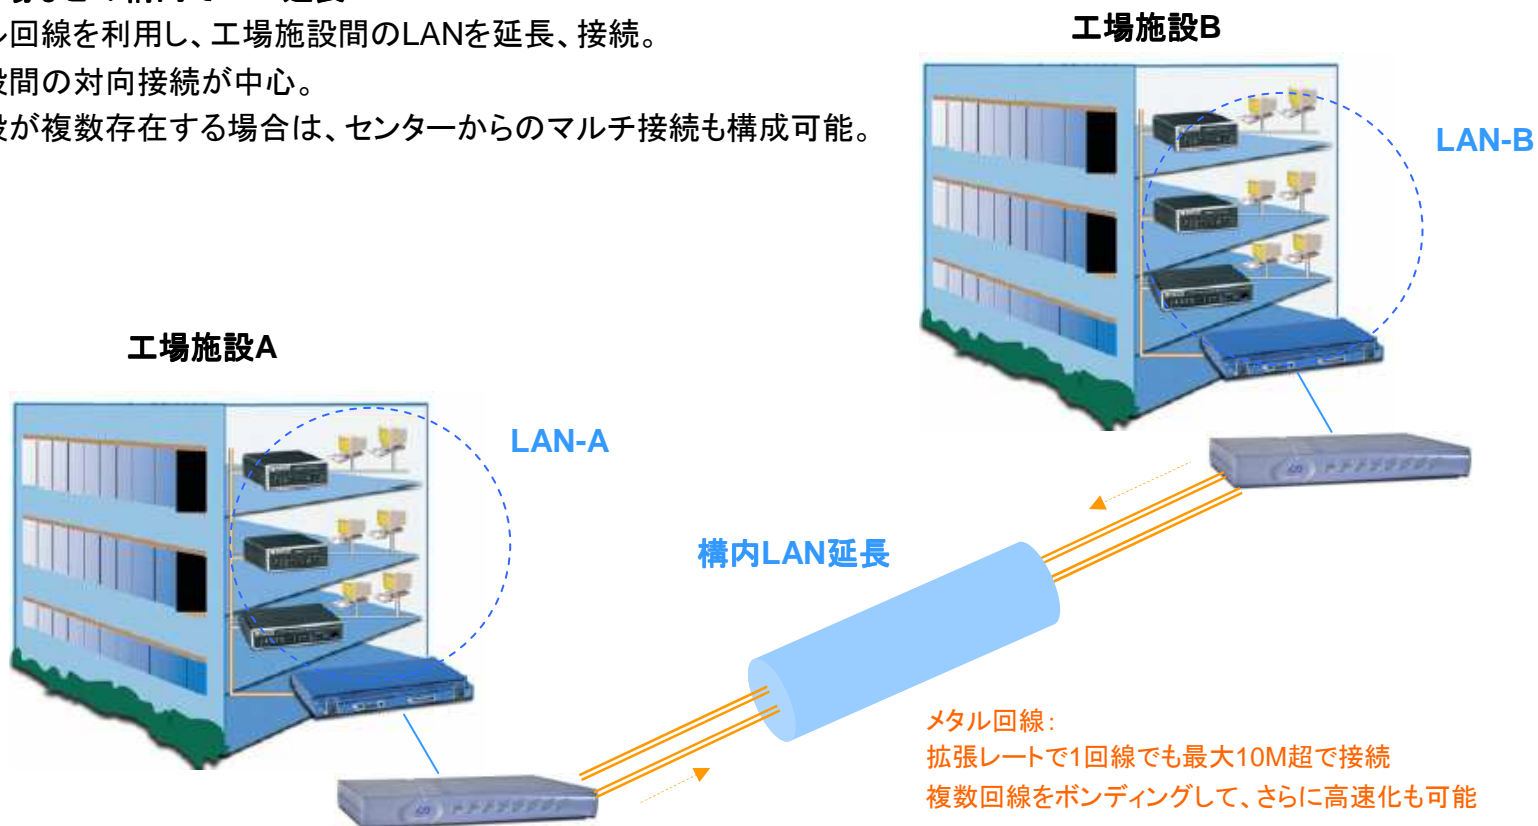 ル回線を利用し、工場施設間のLANを延長、接続。
設間の対向接続が中心。
設が複数存在する場合は、センターからのマルチ接続も構成可能。
工場施設B
LAN-B
工場施設A
LAN-A
構内LAN延長
メタル回線:
拡張レートで1回線でも最大10M超で接続
複数回線をボンディングして、さらに高速化も可能